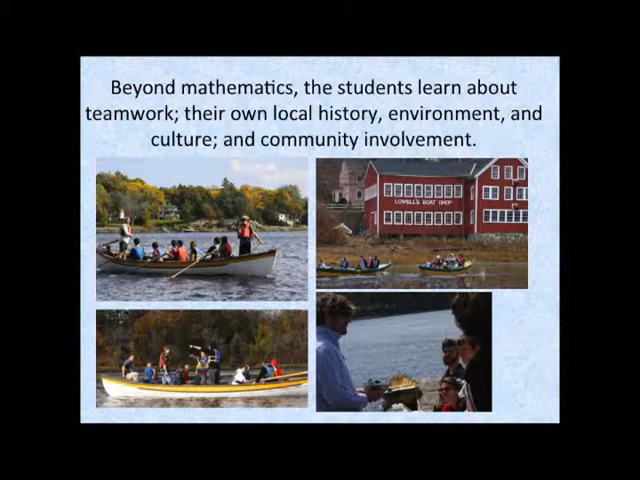 Beyond mathematics, the students learn about
teamwork; their own local history, environment, and
culture; and community involvement.
LOWELL'S BOAT SHOP